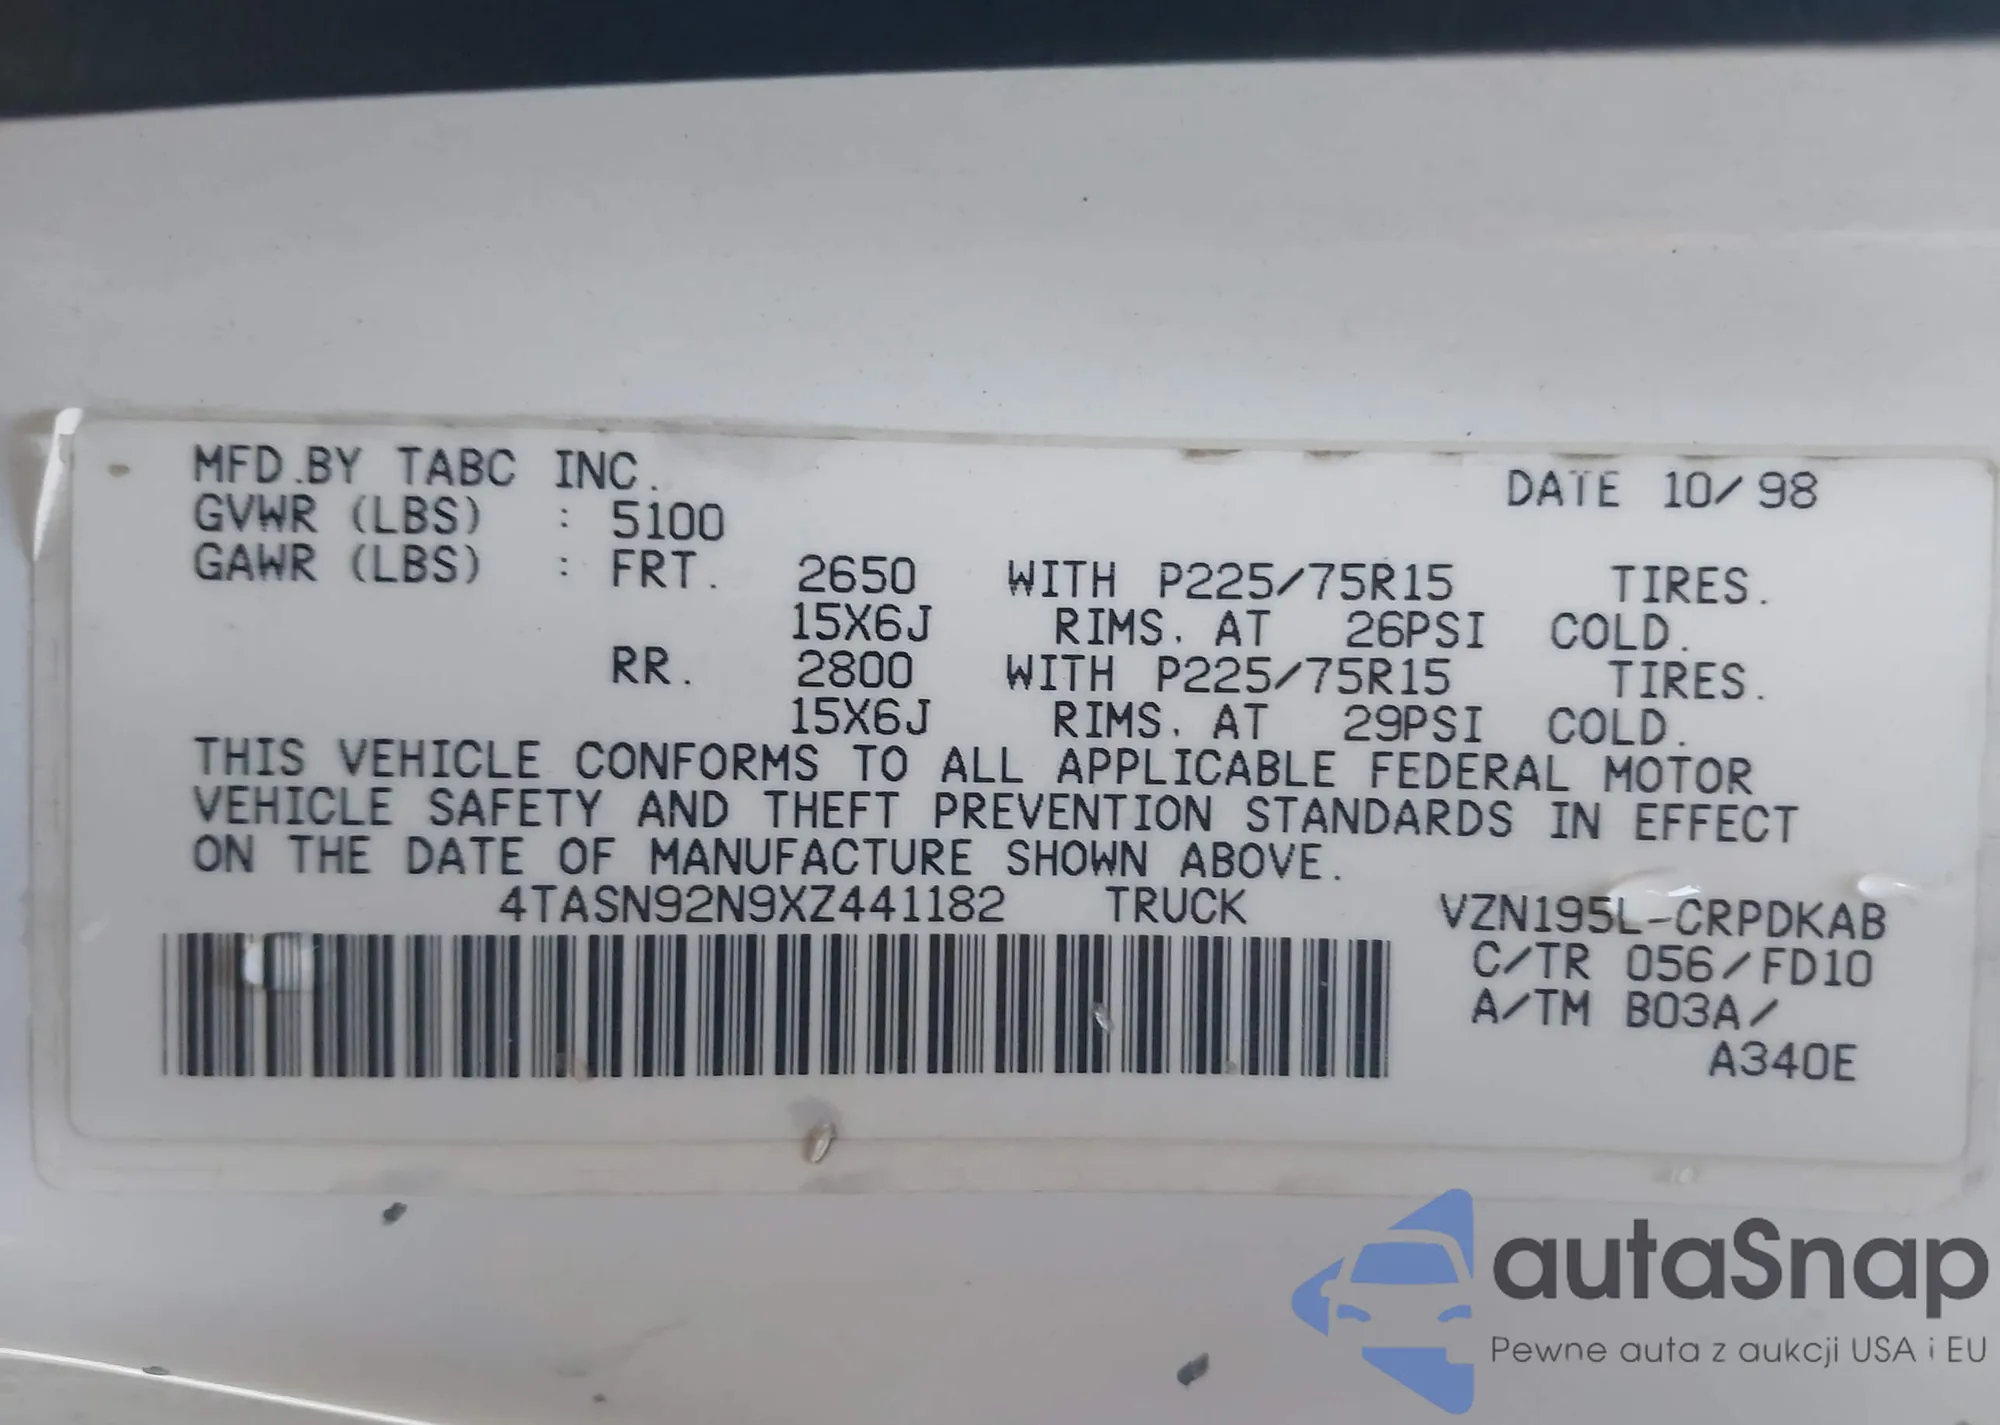 MFD.BY TABC INC. DATE 10/98
GVWR (LBS) : 5100
GAWR (LBS) : FRT. 2650 WITH P225/75R15 TIRES.
15X6J RIMS. AT 26PSI COLD.
RR. 2800 WITH P225/75R15 TIRES.
15X6J RIMS. AT 29PSI COLD.
THIS VEHICLE CONFORMS TO ALL APPLICABLE FEDERAL MOTOR
VEHICLE SAFETY AND THEFT PREVENTION STANDARDS IN EFFECT
ON THE DATE OF MANUFACTURE SHOWN ABOVE.
4TASN92N9XZ441182 TRUCK VZN195L-CRPDKAB
C/TR 056/FD10
A/TM B03A/
A340E
autaSnap
Pewne auta z aukcji USA i EU